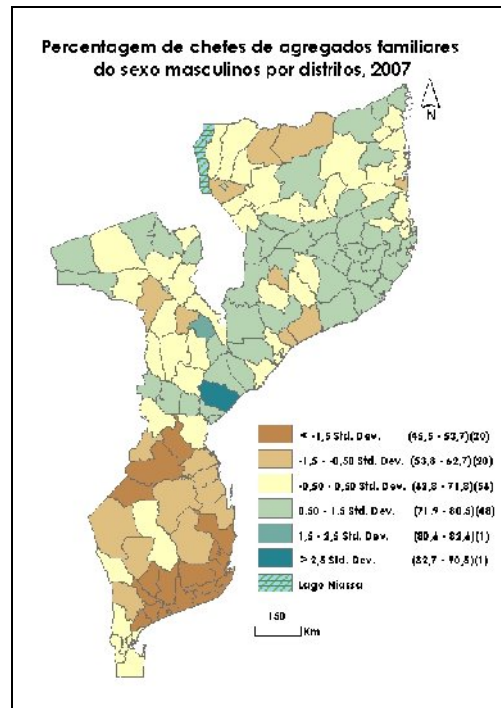 Percentagem de chefes de agregados familiares
do sexo masculinos por distritos, 2007
N
< -1,5 Std. Dev. (45,5 - 53,7)(20)
-1,5 - -0,50 Std. Dev. (53,8 - 62,7)(20)
-0,50 - 0,50 Std. Dev. (62,8 - 71,8)(56)
0,50 - 1,5 Std. Dev. (71,9 - 80,5)(48)
1,5 - 2,5 Std. Dev. (80,6 - 82,6)(1)
> 2,5 Std. Dev. (82,7 - 90,5)(1)
Lago Niassa
150
Km